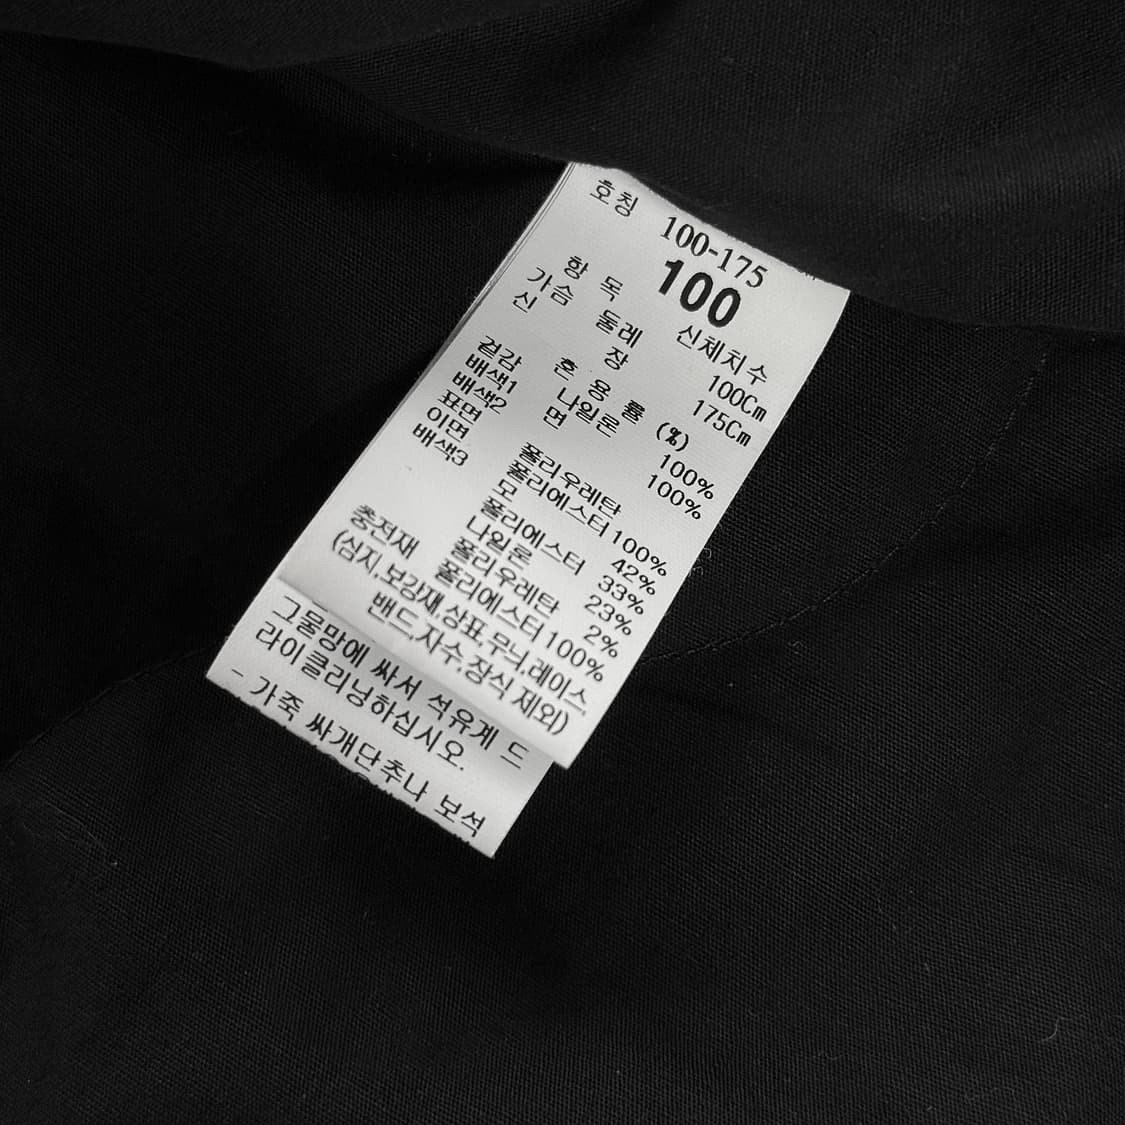 호칭 100-175
100
항 목 신체치수
가슴 둘레 100Cm
신 장 175Cm
혼 용 률 (%)
겉감 나일론 100%
배색1 면 100%
배색2
표면 폴리우레탄
이면 폴리에스터 100%
배색3 모 42%
폴리에스터 33%
나일론 23%
폴리우레탄 2%
충전재 폴리에스터 100%
(심지,보강재,상표,무늬,레이스,
밴드,자수,장식 제외)
그물망에 싸서 석유계 드
라이클리닝하십시오.
- 가죽 싸개단추나 보석